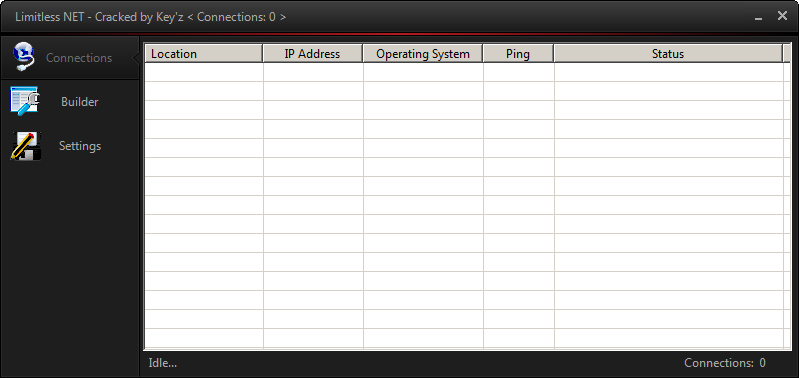 Limitless NET - Cracked by Key'z < Connections: 0 >
Connections
Builder
Settings
Location IP Address Operating System Ping Status
Idle... Connections: 0